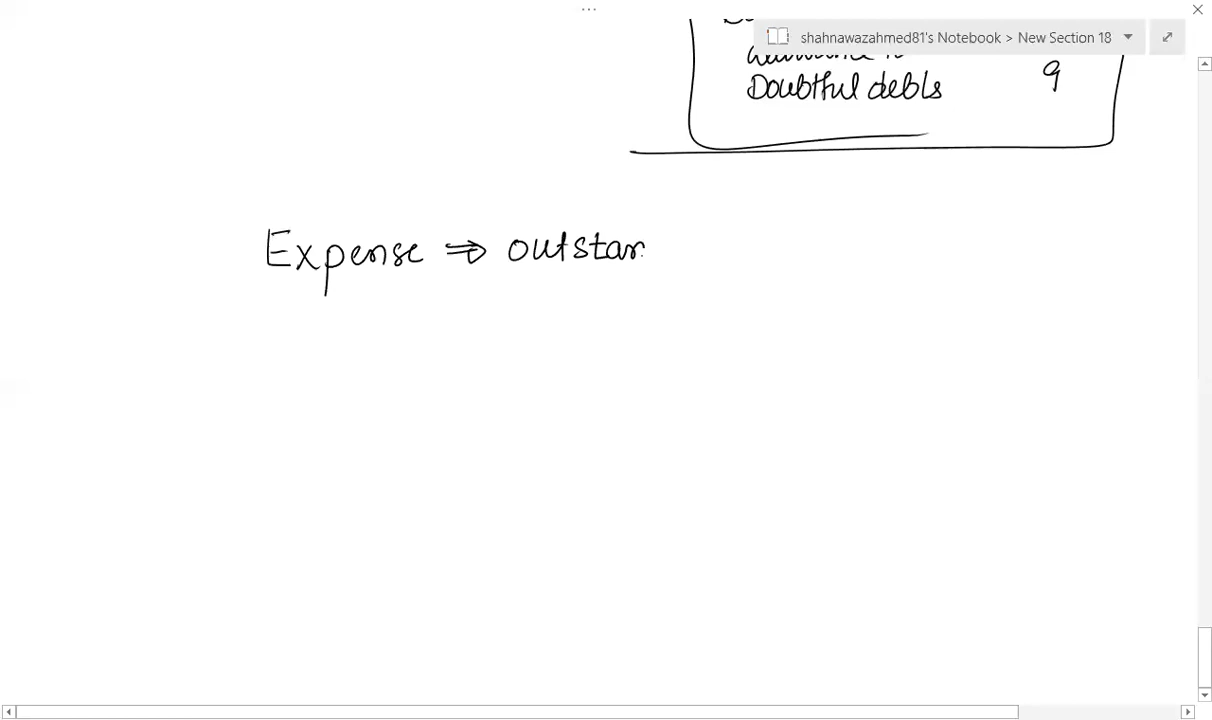 shahnawazahmed81's Notebook > New Section 18
Doubtful debts 9
Expense ⇒ outstan